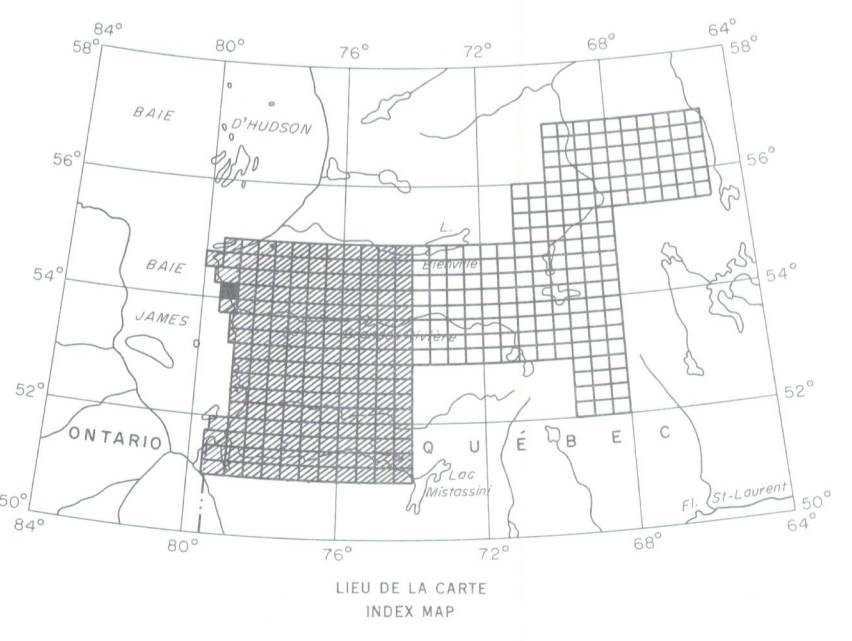 84° 80° 76° 72° 68° 64°
58° 58°
BAIE
D'HUDSON
56° 56°
L.
Bienville
BAIE
54° 54°
JAMES
Rivière
52° 52°
ONTARIO
Q U É B E C
Lac
Mistassini
Fl. St-Laurent
50° 50°
84° 80° 76° 72° 68° 64°
LIEU DE LA CARTE
INDEX MAP